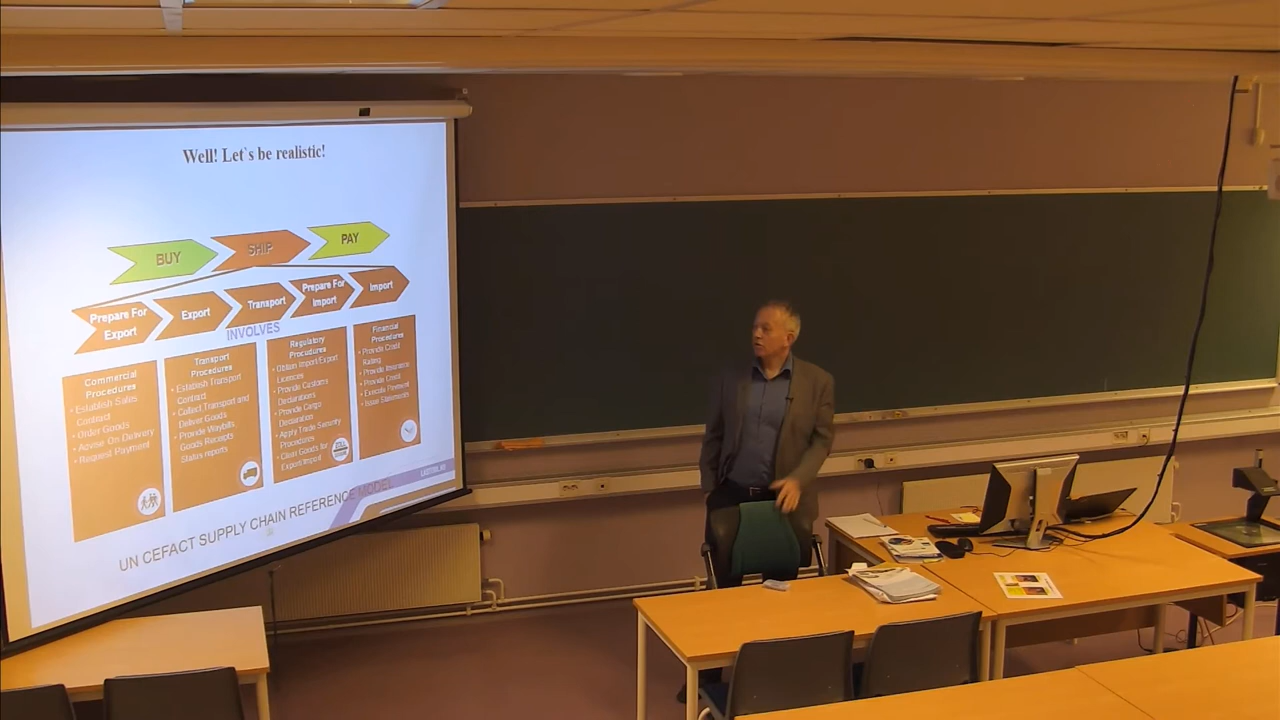 Well! Let`s be realistic!
BUY
SHIP
PAY
Prepare For
Export
Export
Transport
Prepare For
Import
Import
INVOLVES
Commercial
Procedures
• Establish Sales
Contract
• Order Goods
• Advise On Delivery
• Request Payment
Transport
Procedures
• Establish Transport
Contract
• Collect,Transport and
Deliver Goods
• Provide Waybills
Goods Receipts
Status reports
Regulatory
Procudures
• Obtain Import/Export
Licences
• Provide Customs
Declarations
• Provide Cargo
Declaration
• Apply Trade Security
Procedures
• Clear Goods for
Export/Import
Financial
Procedures
• Provide Credit
Rating
• Provide Insurance
• Provide Credit
• Execute Payment
• Issue Statements
UN CEFACT SUPPLY CHAIN REFERENCE MODEL